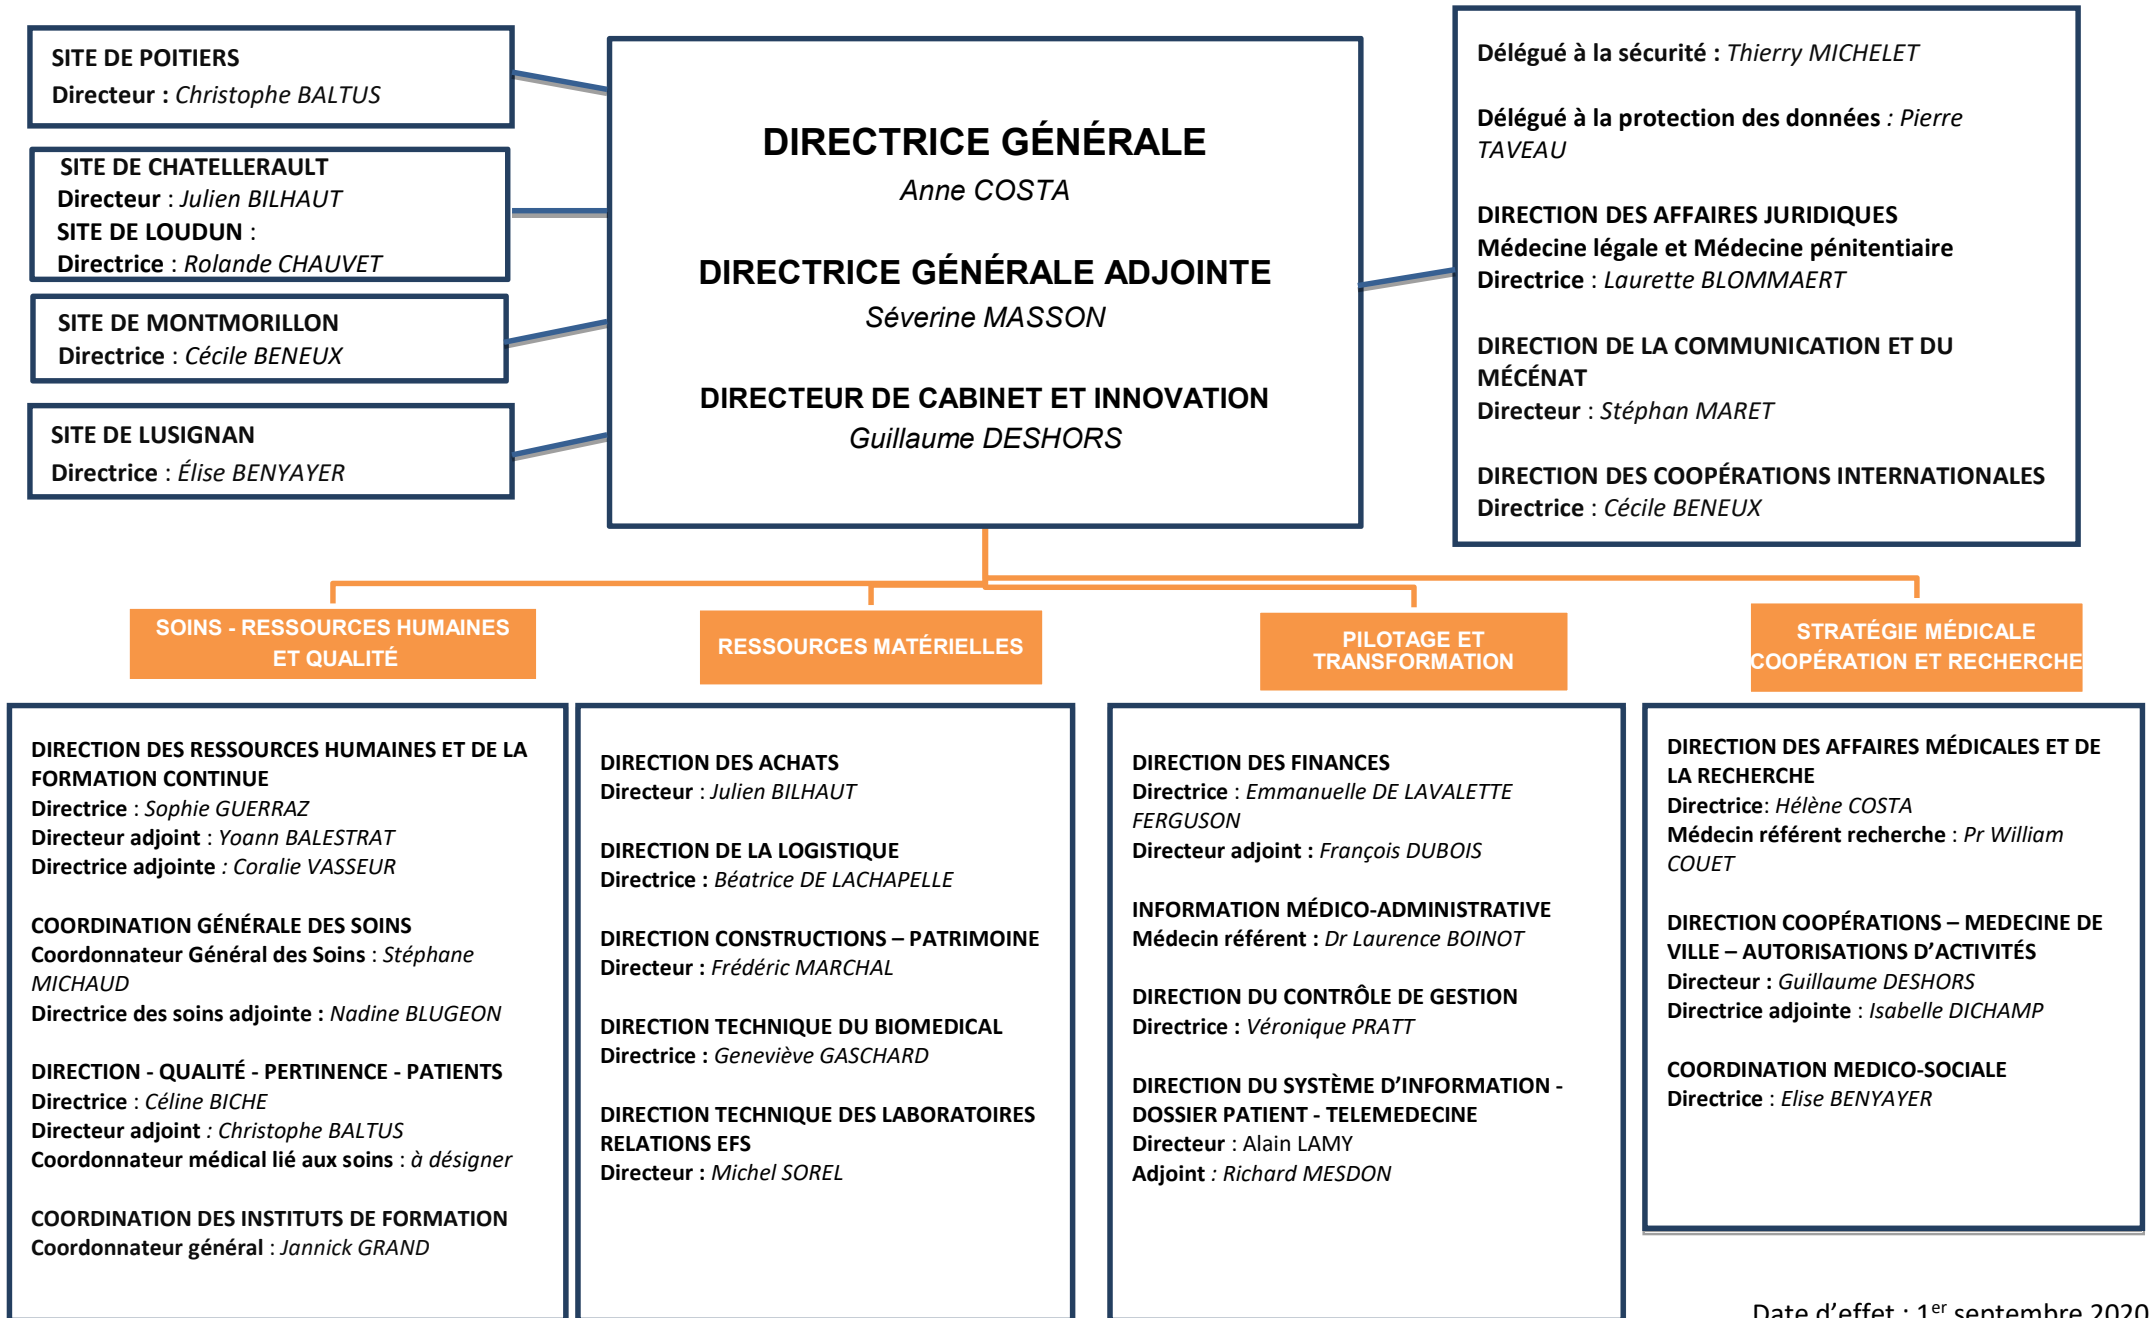 SITE DE POITIERS
Directeur : Christophe BALTUS
SITE DE CHATELLERAULT
Directeur : Julien BILHAUT
SITE DE LOUDUN :
Directrice : Rolande CHAUVET
SITE DE MONTMORILLON
Directrice : Cécile BENEUX
SITE DE LUSIGNAN
Directrice : Élise BENYAYER
DIRECTRICE GÉNÉRALE
Anne COSTA
DIRECTRICE GÉNÉRALE ADJOINTE
Séverine MASSON
DIRECTEUR DE CABINET ET INNOVATION
Guillaume DESHORS
Délégué à la sécurité : Thierry MICHELET
Délégué à la protection des données : Pierre
TAVEAU
DIRECTION DES AFFAIRES JURIDIQUES
Médecine légale et Médecine pénitentiaire
Directrice : Laurette BLOMMAERT
DIRECTION DE LA COMMUNICATION ET DU
MÉCÉNAT
Directeur : Stéphan MARET
DIRECTION DES COOPÉRATIONS INTERNATIONALES
Directrice : Cécile BENEUX
SOINS - RESSOURCES HUMAINES
ET QUALITÉ
DIRECTION DES RESSOURCES HUMAINES ET DE LA
FORMATION CONTINUE
Directrice : Sophie GUERRAZ
Directeur adjoint : Yoann BALESTRAT
Directrice adjointe : Coralie VASSEUR
COORDINATION GÉNÉRALE DES SOINS
Coordonnateur Général des Soins : Stéphane
MICHAUD
Directrice des soins adjointe : Nadine BLUGEON
DIRECTION - QUALITÉ - PERTINENCE - PATIENTS
Directrice : Céline BICHE
Directeur adjoint : Christophe BALTUS
Coordonnateur médical lié aux soins : à désigner
COORDINATION DES INSTITUTS DE FORMATION
Coordonnateur général : Jannick GRAND
RESSOURCES MATÉRIELLES
DIRECTION DES ACHATS
Directeur : Julien BILHAUT
DIRECTION DE LA LOGISTIQUE
Directrice : Béatrice DE LACHAPELLE
DIRECTION CONSTRUCTIONS – PATRIMOINE
Directeur : Frédéric MARCHAL
DIRECTION TECHNIQUE DU BIOMEDICAL
Directrice : Geneviève GASCHARD
DIRECTION TECHNIQUE DES LABORATOIRES
RELATIONS EFS
Directeur : Michel SOREL
PILOTAGE ET
TRANSFORMATION
DIRECTION DES FINANCES
Directrice : Emmanuelle DE LAVALETTE
FERGUSON
Directeur adjoint : François DUBOIS
INFORMATION MÉDICO-ADMINISTRATIVE
Médecin référent : Dr Laurence BOINOT
DIRECTION DU CONTRÔLE DE GESTION
Directrice : Véronique PRATT
DIRECTION DU SYSTÈME D’INFORMATION -
DOSSIER PATIENT - TELEMEDECINE
Directeur : Alain LAMY
Adjoint : Richard MESDON
STRATÉGIE MÉDICALE
COOPÉRATION ET RECHERCHE
DIRECTION DES AFFAIRES MÉDICALES ET DE
LA RECHERCHE
Directrice: Hélène COSTA
Médecin référent recherche : Pr William
COUET
DIRECTION COOPÉRATIONS – MEDECINE DE
VILLE – AUTORISATIONS D’ACTIVITÉS
Directeur : Guillaume DESHORS
Directrice adjointe : Isabelle DICHAMP
COORDINATION MEDICO-SOCIALE
Directrice : Elise BENYAYER
Date d’effet : 1er septembre 2020